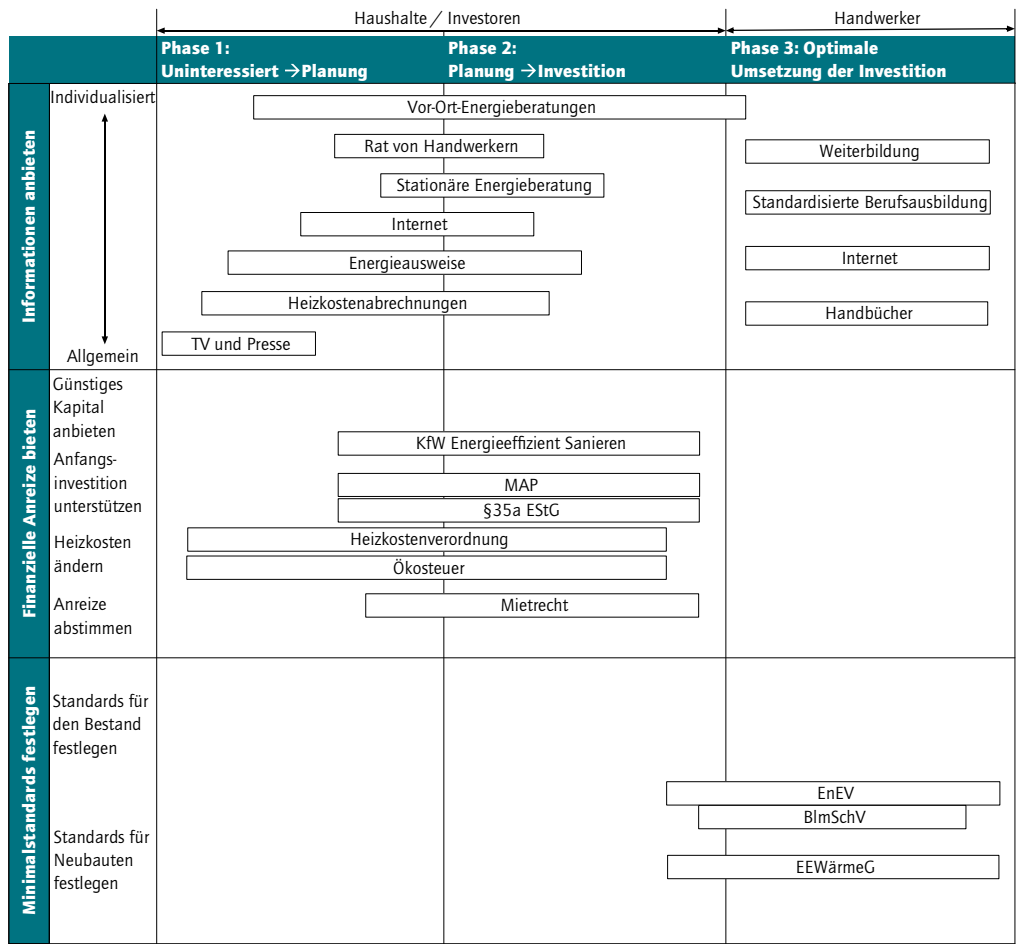 Haushalte / Investoren
Handwerker
Phase 1:
Uninteressiert →Planung
Phase 2:
Planung →Investition
Phase 3: Optimale
Umsetzung der Investition
Informationen anbieten
Individualisiert
Allgemein
Vor-Ort-Energieberatungen
Rat von Handwerkern
Stationäre Energieberatung
Internet
Energieausweise
Heizkostenabrechnungen
TV und Presse
Weiterbildung
Standardisierte Berufsausbildung
Internet
Handbücher
Finanzielle Anreize bieten
Günstiges
Kapital
anbieten
Anfangs-
investition
unterstützen
Heizkosten
ändern
Anreize
abstimmen
KfW Energieeffizient Sanieren
MAP
§35a EStG
Heizkostenverordnung
Ökosteuer
Mietrecht
Minimalstandards festlegen
Standards für
den Bestand
festlegen
Standards für
Neubauten
festlegen
EnEV
BImSchV
EEWärmeG